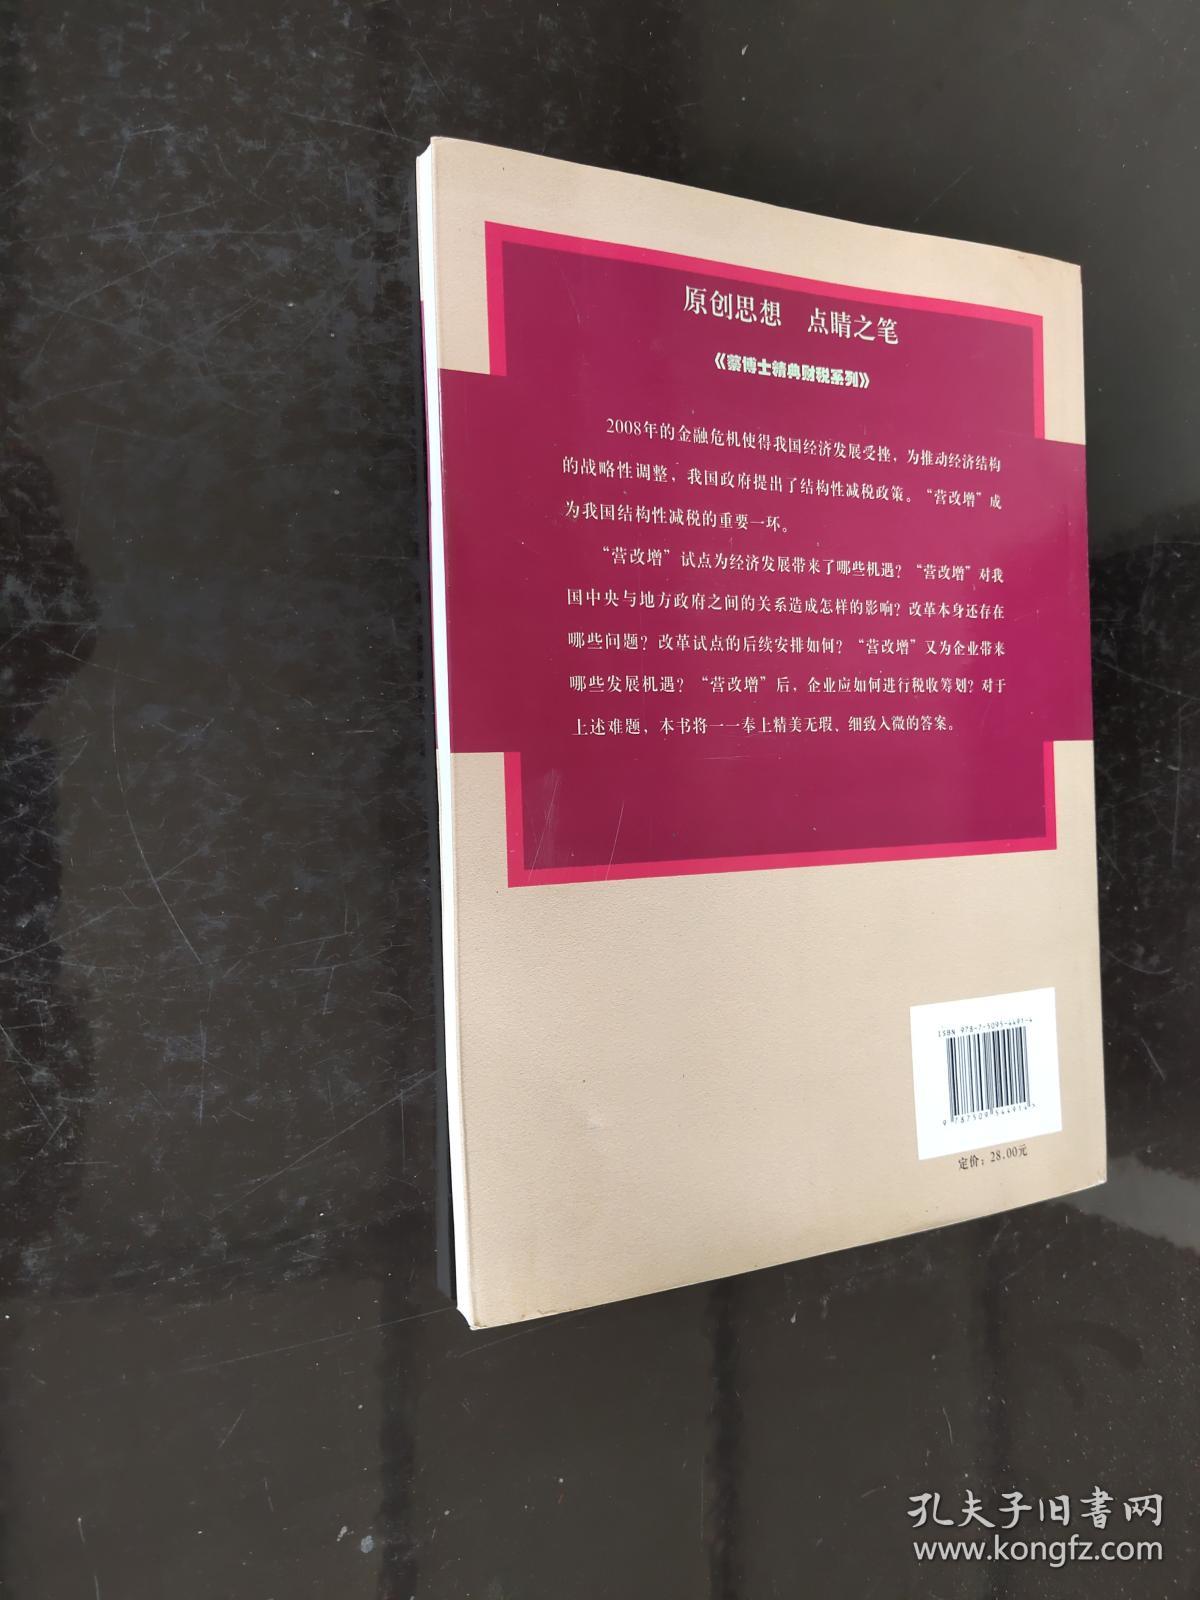 原创思想 点睛之笔
《蔡博士精典财税系列》
2008年的金融危机使得我国经济发展受挫，为推动经济结构
的战略性调整，我国政府提出了结构性减税政策。“营改增”成
为我国结构性减税的重要一环。
“营改增”试点为经济发展带来了哪些机遇？“营改增”对我
国中央与地方政府之间的关系造成怎样的影响？改革本身还存在
哪些问题？改革试点的后续安排如何？“营改增”又为企业带来
哪些发展机遇？“营改增”后，企业应如何进行税收筹划？对于
上述难题，本书将一一奉上精美无瑕、细致入微的答案。
ISBN 978-7-5095-4491-4
9 787509 544914
定价：28.00元
孔夫子旧书网
www.kongfz.com